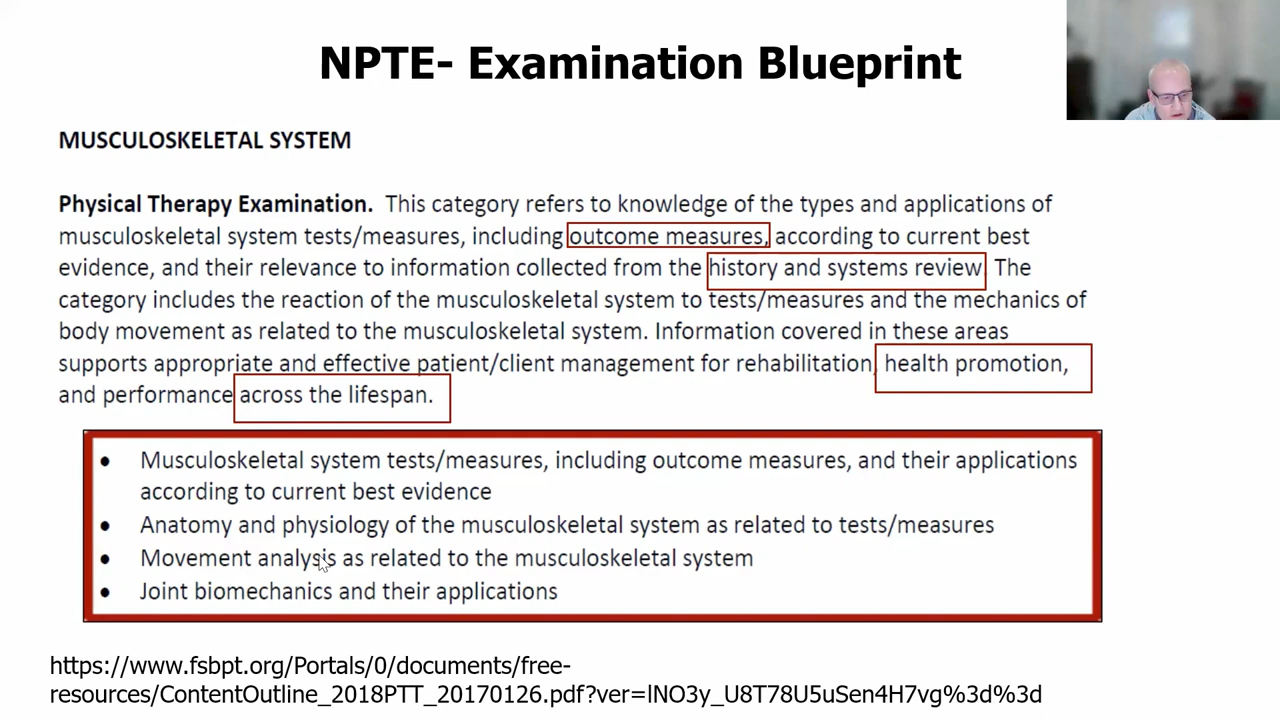 NPTE- Examination Blueprint
MUSCULOSKELETAL SYSTEM
Physical Therapy Examination. This category refers to knowledge of the types and applications of
musculoskeletal system tests/measures, including outcome measures, according to current best
evidence, and their relevance to information collected from the history and systems review. The
category includes the reaction of the musculoskeletal system to tests/measures and the mechanics of
body movement as related to the musculoskeletal system. Information covered in these areas
supports appropriate and effective patient/client management for rehabilitation, health promotion,
and performance across the lifespan.
• Musculoskeletal system tests/measures, including outcome measures, and their applications
according to current best evidence
• Anatomy and physiology of the musculoskeletal system as related to tests/measures
• Movement analysis as related to the musculoskeletal system
• Joint biomechanics and their applications
https://www.fsbpt.org/Portals/0/documents/free-
resources/ContentOutline_2018PTT_20170126.pdf?ver=lNO3y_U8T78U5uSen4H7vg%3d%3d